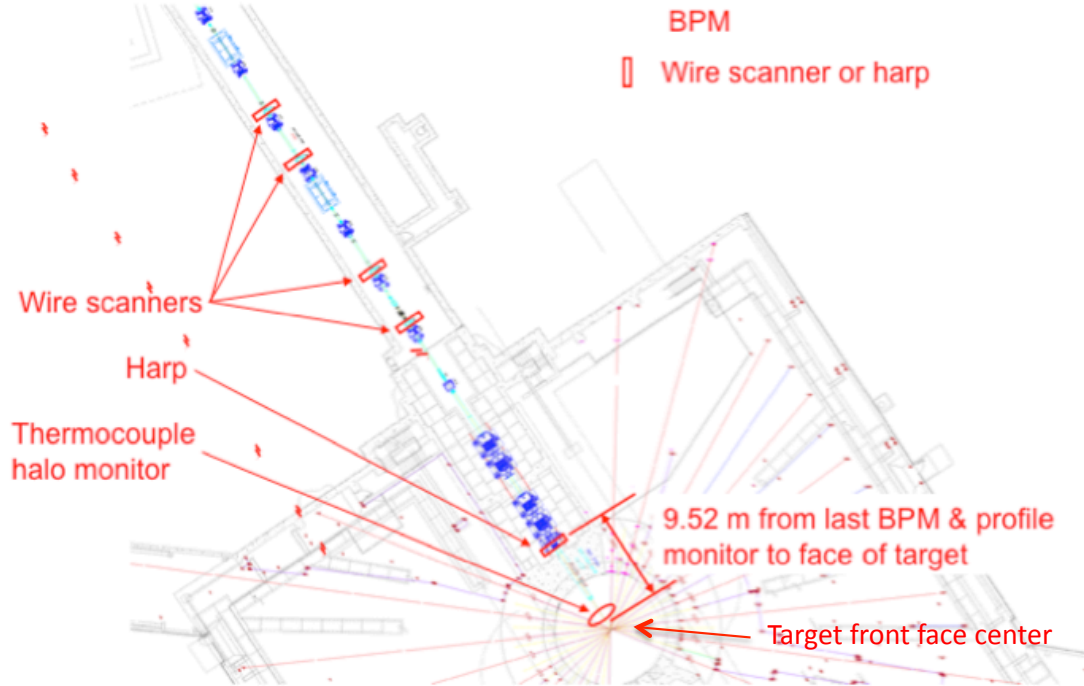 BPM
Wire scanner or harp
Wire scanners
Harp
Thermocouple
halo monitor
9.52 m from last BPM & profile
monitor to face of target
Target front face center